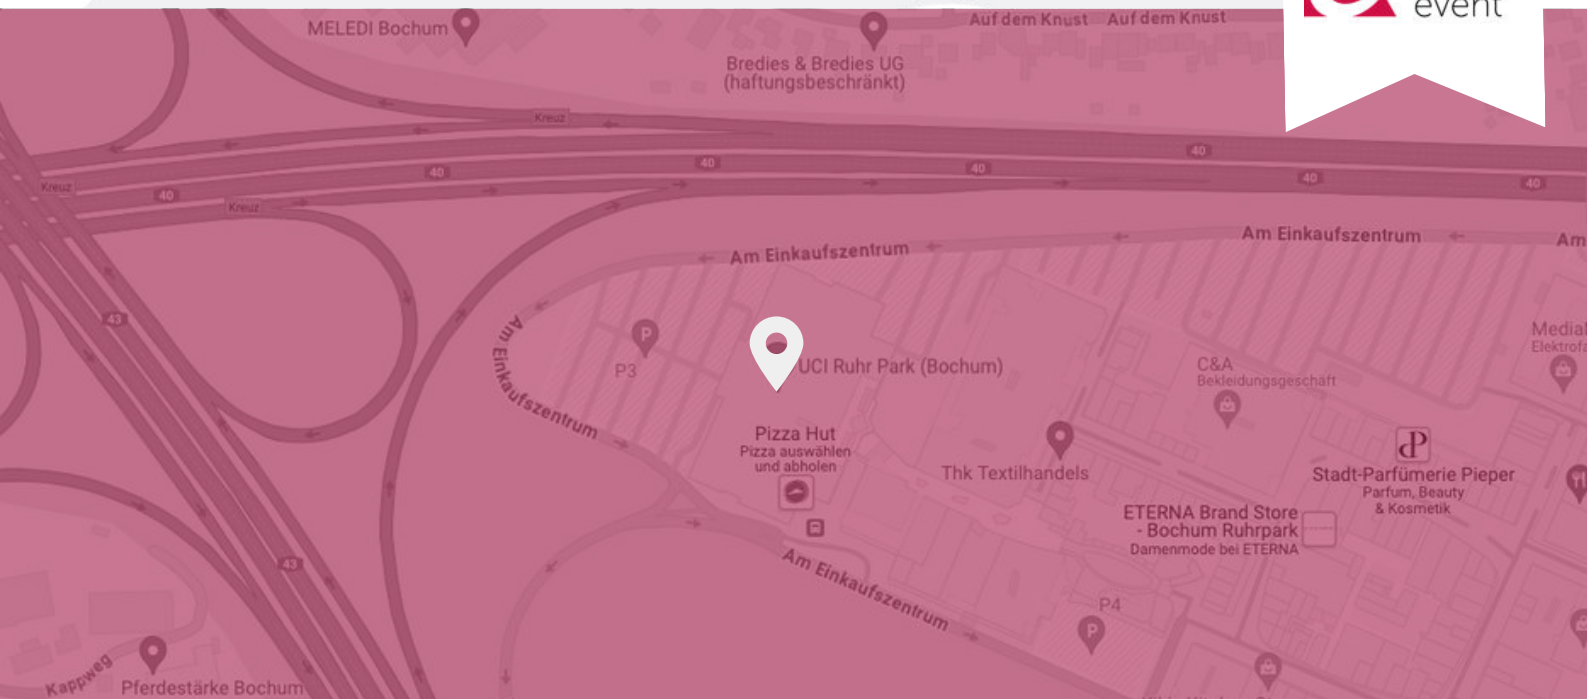 event
MELEDI Bochum
Auf dem Knust
Auf dem Knust
Bredies & Bredies UG
(haftungsbeschränkt)
Kreuz
40
40
40
40
40
Kreuz
40
40
Kreuz
Am Einkaufszentrum
Am Einkaufszentrum
Am
43
Am Einkaufszentrum
P
P3
UCI Ruhr Park (Bochum)
C&A
Bekleidungsgeschäft
Pizza Hut
Pizza auswählen
und abholen
Thk Textilhandels
Stadt-Parfümerie Pieper
Parfum, Beauty
& Kosmetik
ETERNA Brand Store
- Bochum Ruhrpark
Damenmode bei ETERNA
Am Einkaufszentrum
43
P4
P
Kappweg
Pferdestärke Bochum